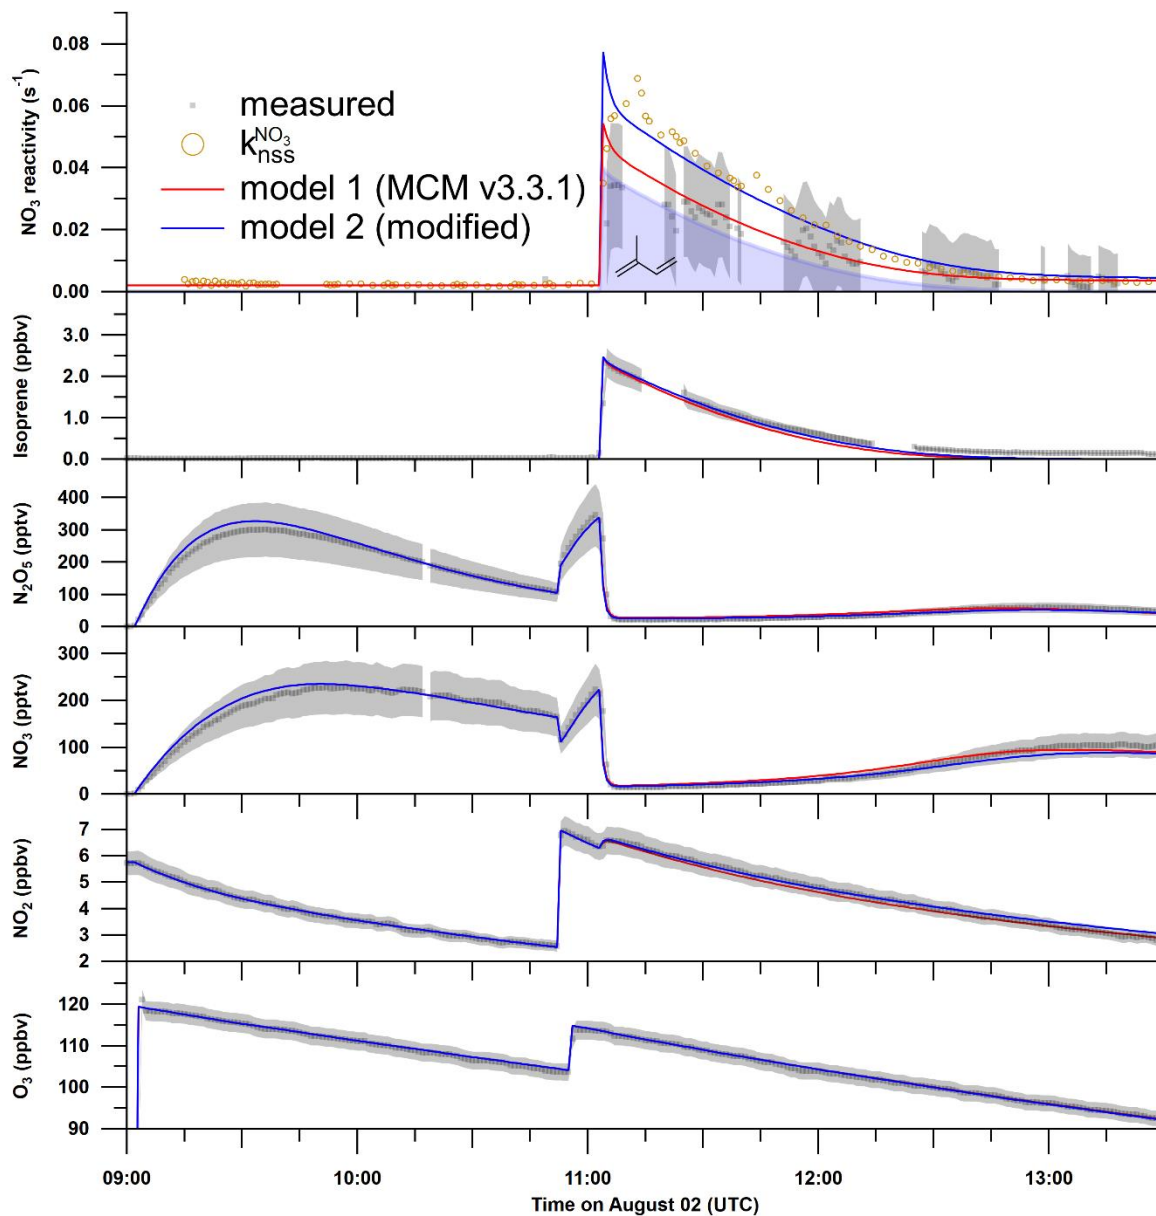 NO₃ reactivity (s⁻¹)
0.08
0.06
0.04
0.02
0.00
measured
k_nss^NO₃
model 1 (MCM v3.3.1)
model 2 (modified)
Isoprene (ppbv)
3.0
2.0
1.0
0.0
N₂O₅ (pptv)
400
300
200
100
0
NO₃ (pptv)
300
200
100
0
NO₂ (ppbv)
7
6
5
4
3
2
O₃ (ppbv)
120
110
100
90
09:00 10:00 11:00 12:00 13:00
Time on August 02 (UTC)